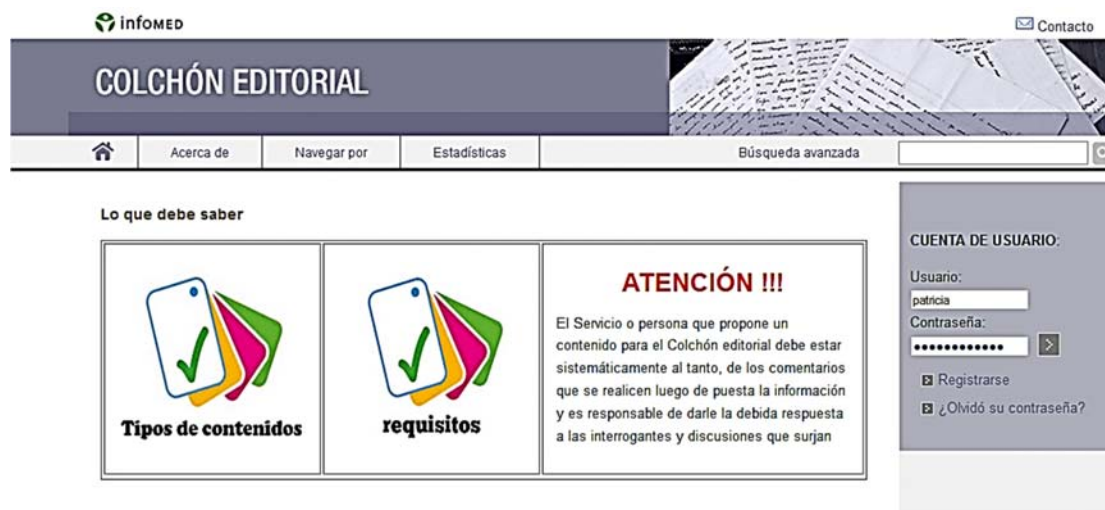 infOMED
Contacto
COLCHÓN EDITORIAL
Acerca de
Navegar por
Estadísticas
Búsqueda avanzada
Lo que debe saber
Tipos de contenidos
requisitos
ATENCIÓN !!!
El Servicio o persona que propone un
contenido para el Colchón editorial debe estar
sistemáticamente al tanto, de los comentarios
que se realicen luego de puesta la información
y es responsable de darle la debida respuesta
a las interrogantes y discusiones que surjan
CUENTA DE USUARIO:
Usuario:
patricia
Contraseña:
••••••••••••
Registrarse
¿Olvidó su contraseña?